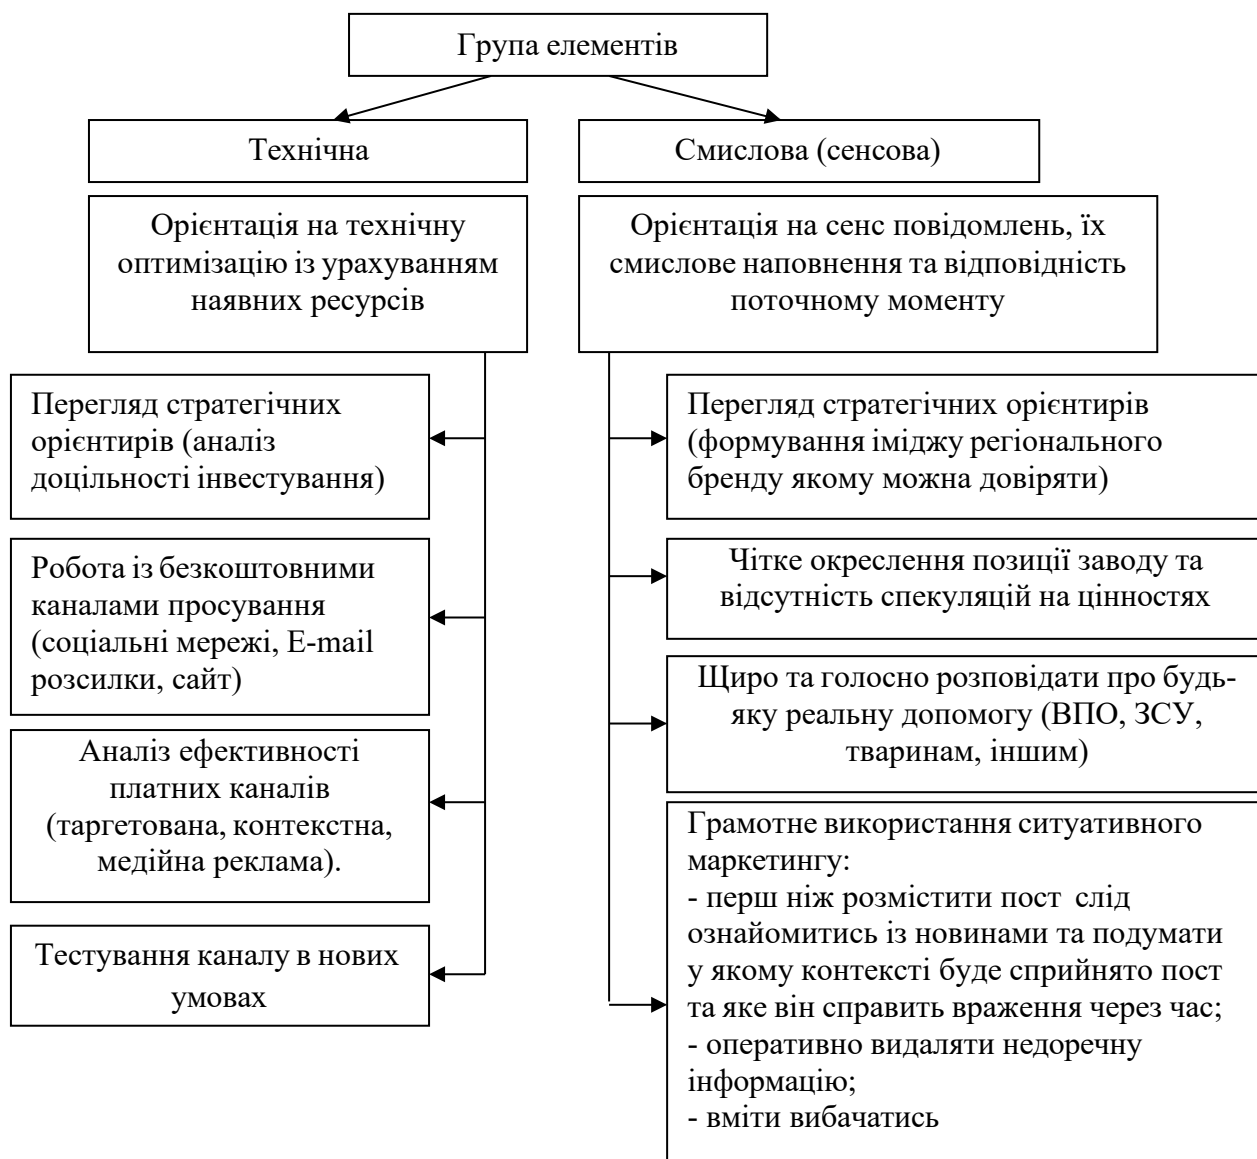 Група елементів
Технічна
Смислова (сенсова)
Орієнтація на технічну
оптимізацію із урахуванням
наявних ресурсів
Орієнтація на сенс повідомлень, їх
смислове наповнення та відповідність
поточному моменту
Перегляд стратегічних
орієнтирів (аналіз
доцільності інвестування)
Робота із безкоштовними
каналами просування
(соціальні мережі, E-mail
розсилки, сайт)
Аналіз ефективності
платних каналів
(таргетована, контекстна,
медійна реклама).
Тестування каналу в нових
умовах
Перегляд стратегічних орієнтирів
(формування іміджу регіонального
бренду якому можна довіряти)
Чітке окреслення позиції заводу та
відсутність спекуляцій на цінностях
Щиро та голосно розповідати про будь-
яку реальну допомогу (ВПО, ЗСУ,
тваринам, іншим)
Грамотне використання ситуативного
маркетингу:
- перш ніж розмістити пост слід
ознайомитись із новинами та подумати
у якому контексті буде сприйнято пост
та яке він справить враження через час;
- оперативно видаляти недоречну
інформацію;
- вміти вибачатись